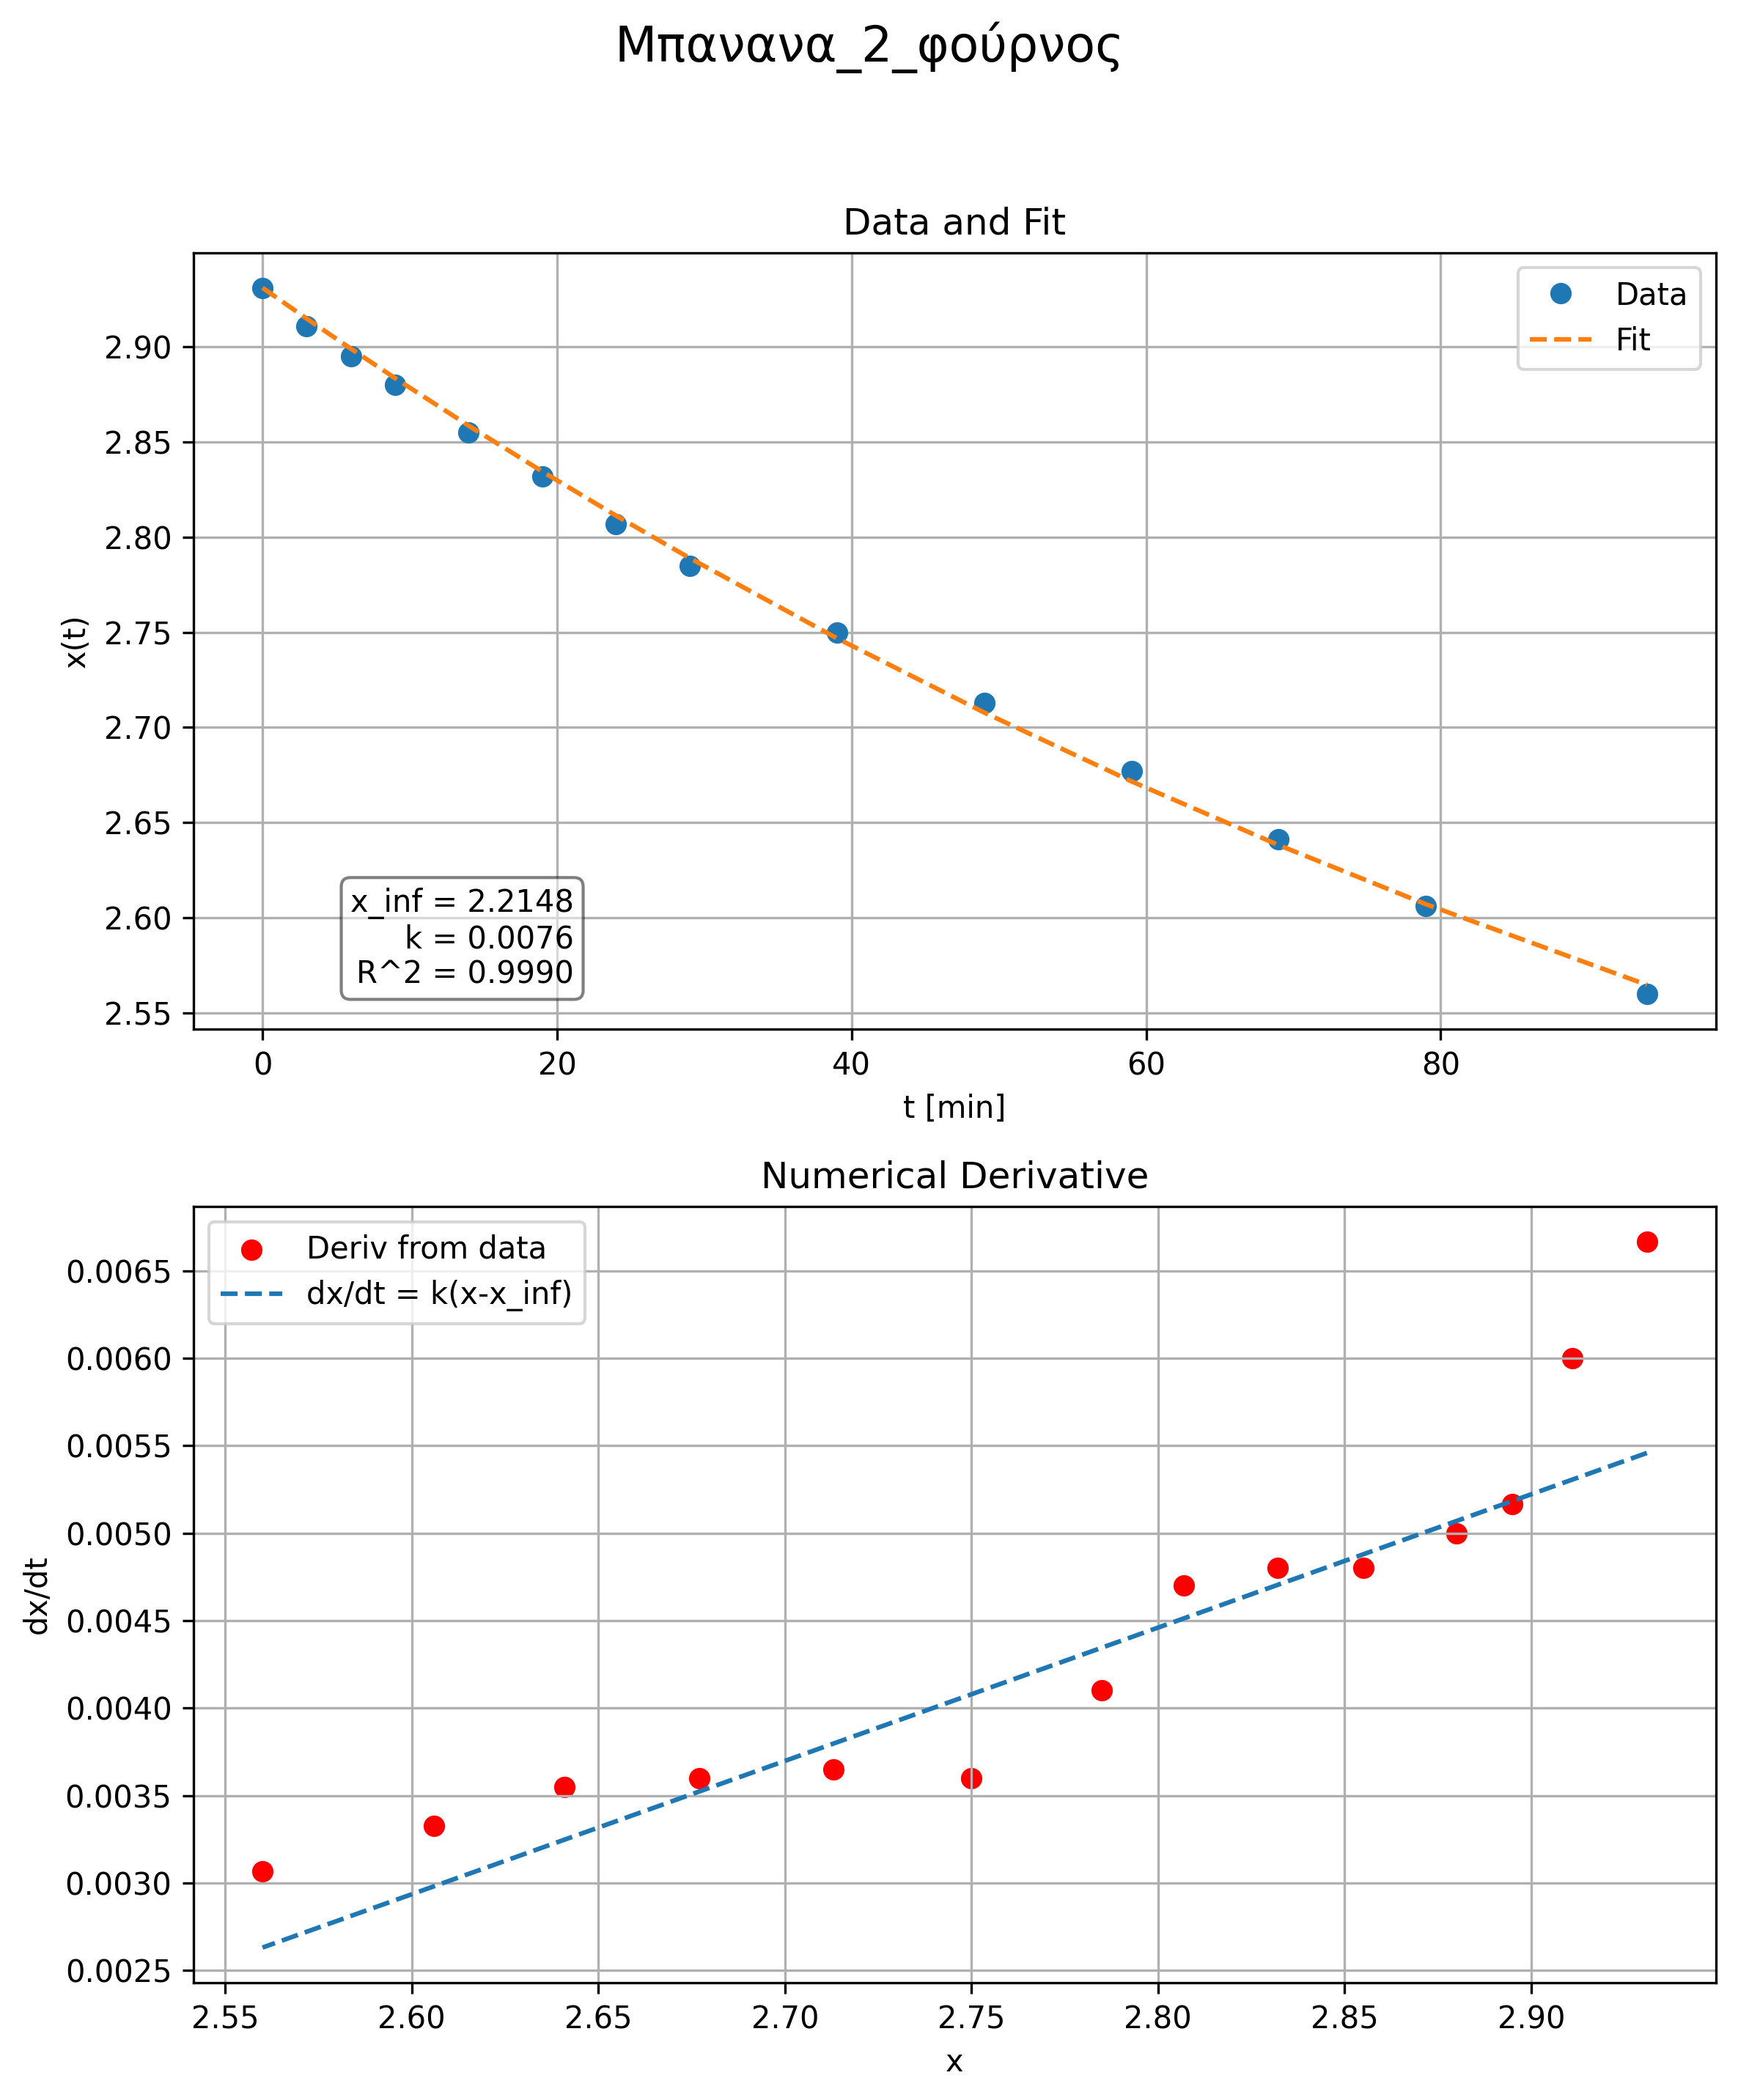 Μπανανα_2_φούρνος
Data and Fit
Data
Fit
2.90
2.85
2.80
2.75
2.70
2.65
2.60
2.55
x(t)
x_inf = 2.2148
k = 0.0076
R^2 = 0.9990
0 20 40 60 80
t [min]
Numerical Derivative
Deriv from data
dx/dt = k(x-x_inf)
0.0065
0.0060
0.0055
0.0050
0.0045
0.0040
0.0035
0.0030
0.0025
dx/dt
2.55 2.60 2.65 2.70 2.75 2.80 2.85 2.90
x